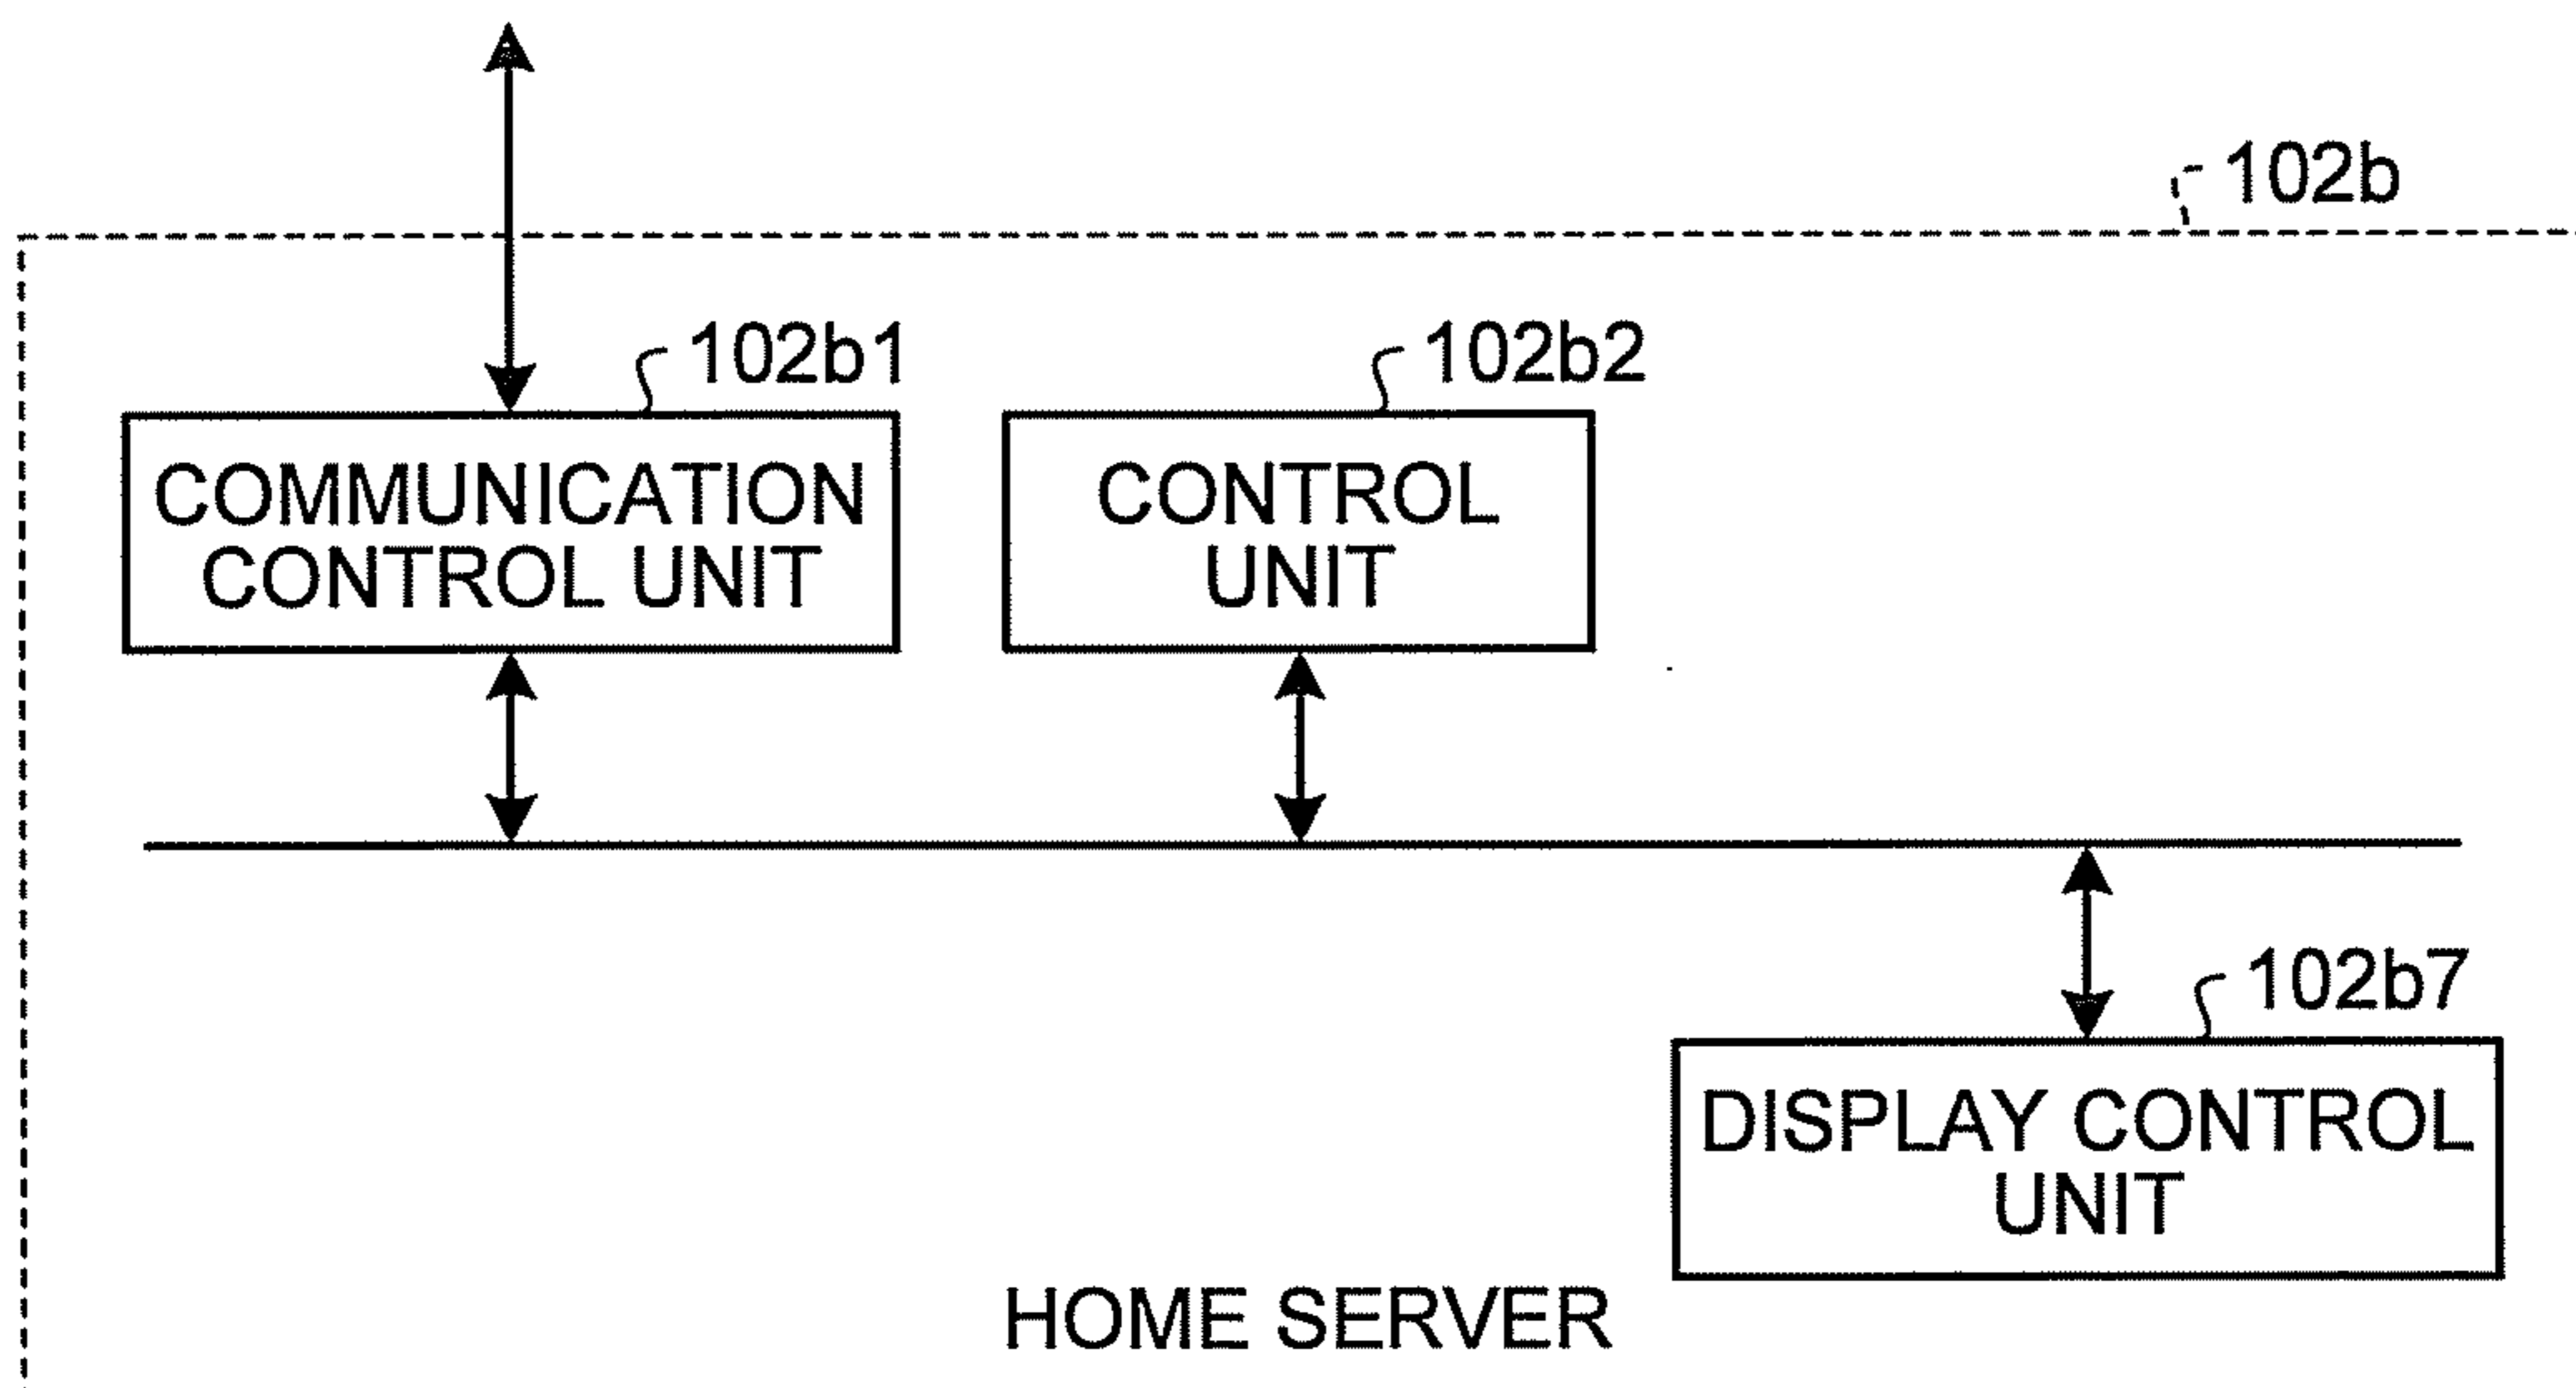 102b
102b1
102b2
COMMUNICATION
CONTROL UNIT
CONTROL
UNIT
102b7
DISPLAY CONTROL
UNIT
HOME SERVER